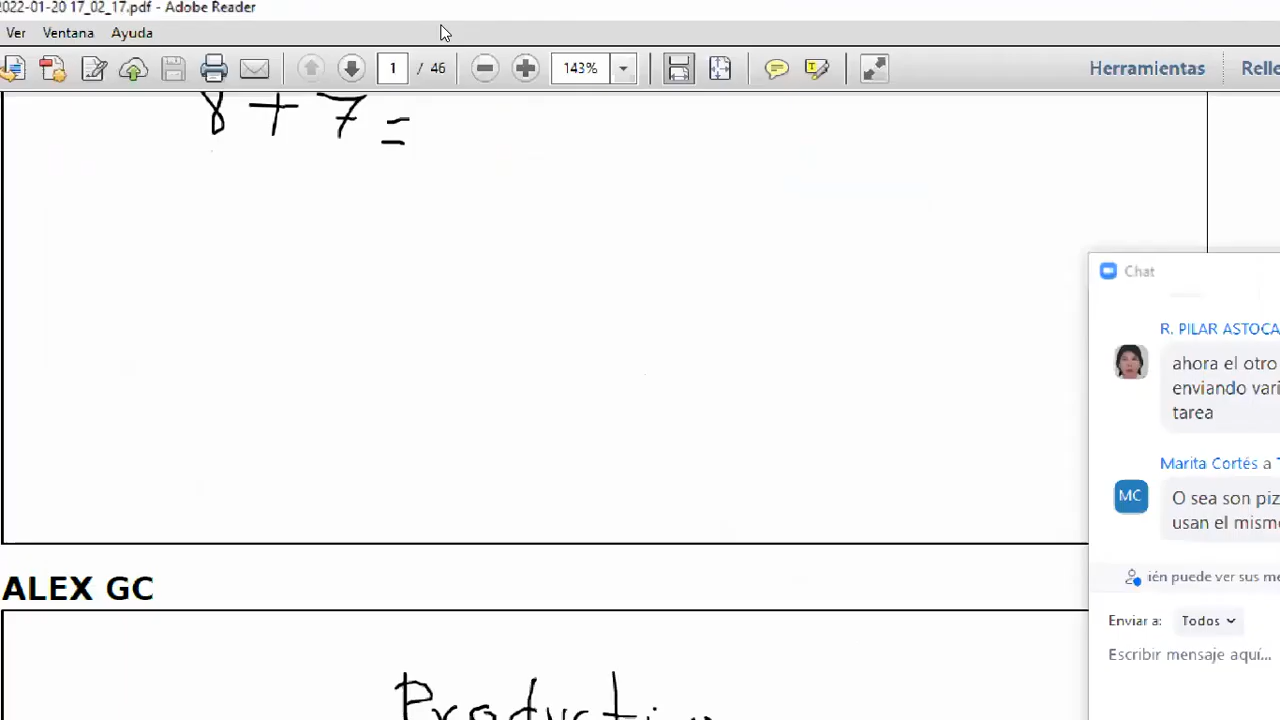 2022-01-20 17_02_17.pdf - Adobe Reader
Ver Ventana Ayuda
1 / 46 143% Herramientas Relle
8 + 7 =
Chat
R. PILAR ASTOCA
ahora el otro
enviando vari
tarea
Marita Cortés a T
MC
O sea son piz
usan el mismo
ién puede ver sus me
Enviar a: Todos
Escribir mensaje aquí...
ALEX GC